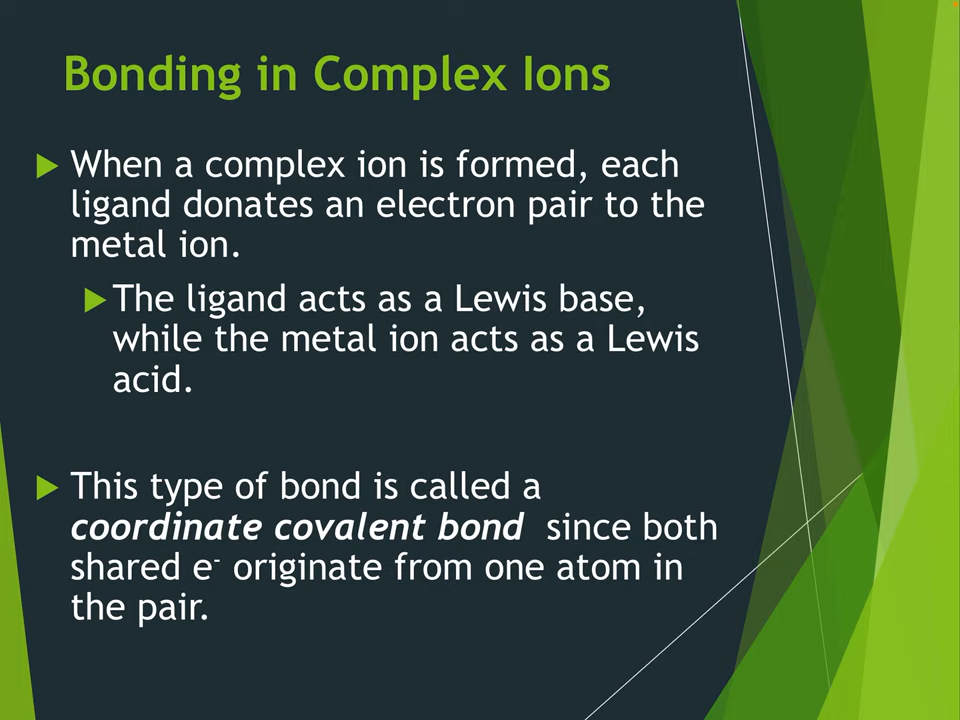 Bonding in Complex Ions
When a complex ion is formed, each
ligand donates an electron pair to the
metal ion.
The ligand acts as a Lewis base,
while the metal ion acts as a Lewis
acid.
This type of bond is called a
coordinate covalent bond since both
shared e⁻ originate from one atom in
the pair.